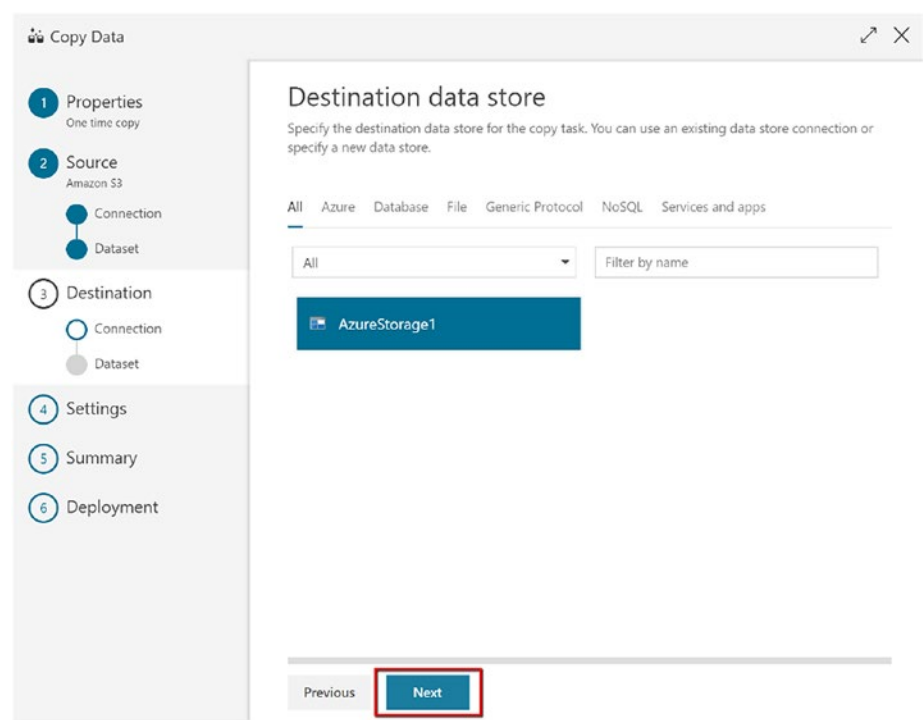 Copy Data
1 Properties
One time copy
2 Source
Amazon S3
Connection
Dataset
3 Destination
Connection
Dataset
4 Settings
5 Summary
6 Deployment
Destination data store
Specify the destination data store for the copy task. You can use an existing data store connection or
specify a new data store.
All Azure Database File Generic Protocol NoSQL Services and apps
All Filter by name
AzureStorage1
Previous Next